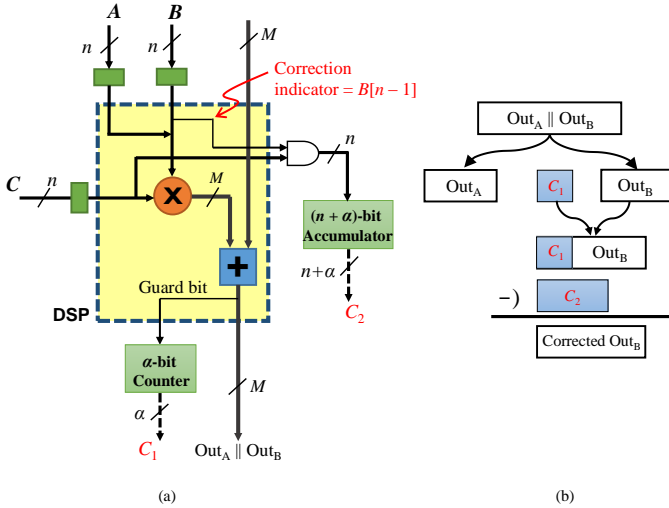 A
B
n
n
M
Correction
indicator = B[n − 1]
C
n
n
M
X
(n + α)-bit
Accumulator
n+α
C2
+
Guard bit
DSP
α-bit
Counter
α
C1
M
OutA || OutB
(a)
OutA || OutB
OutA
C1
OutB
C1
OutB
−)
C2
Corrected OutB
(b)